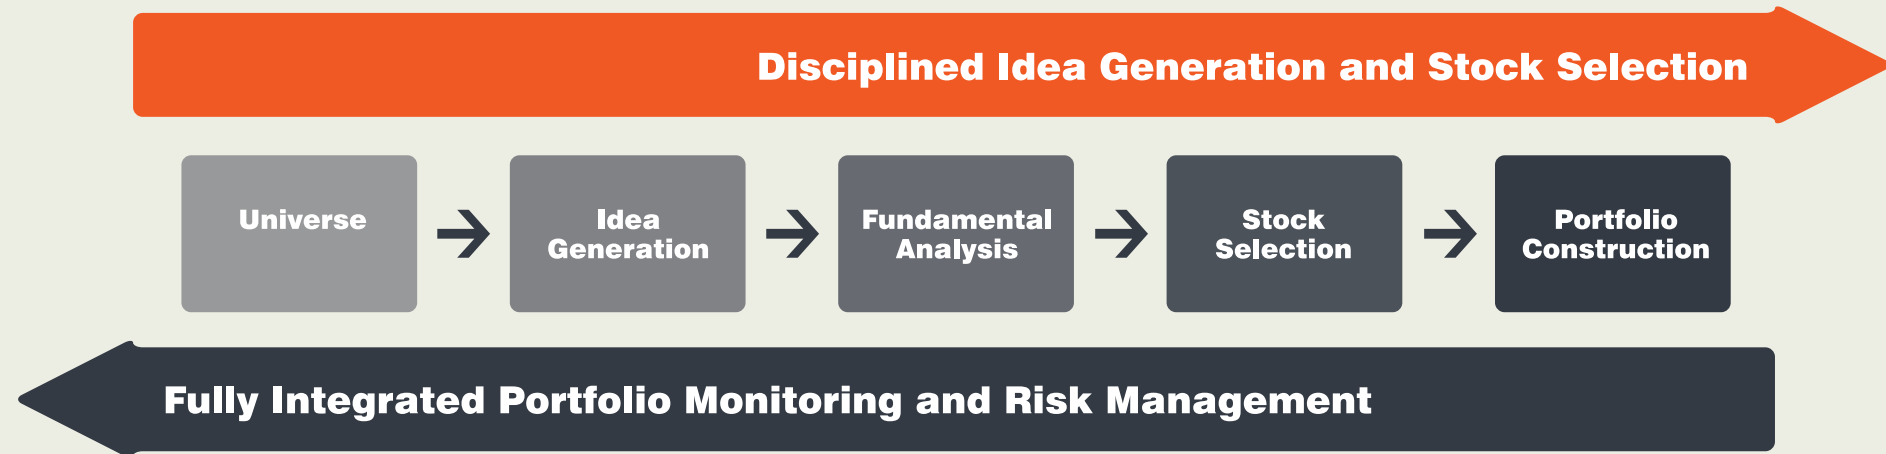 Disciplined Idea Generation and Stock Selection
Universe
Idea
Generation
Fundamental
Analysis
Stock
Selection
Portfolio
Construction
Fully Integrated Portfolio Monitoring and Risk Management